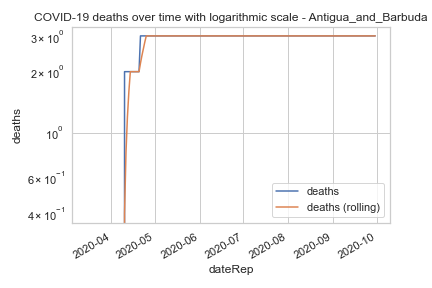 COVID-19 deaths over time with logarithmic scale - Antigua_and_Barbuda
3 × 10⁰
2 × 10⁰
10⁰
6 × 10⁻¹
4 × 10⁻¹
deaths
deaths
deaths (rolling)
2020-04
2020-05
2020-06
2020-07
2020-08
2020-09
2020-10
dateRep